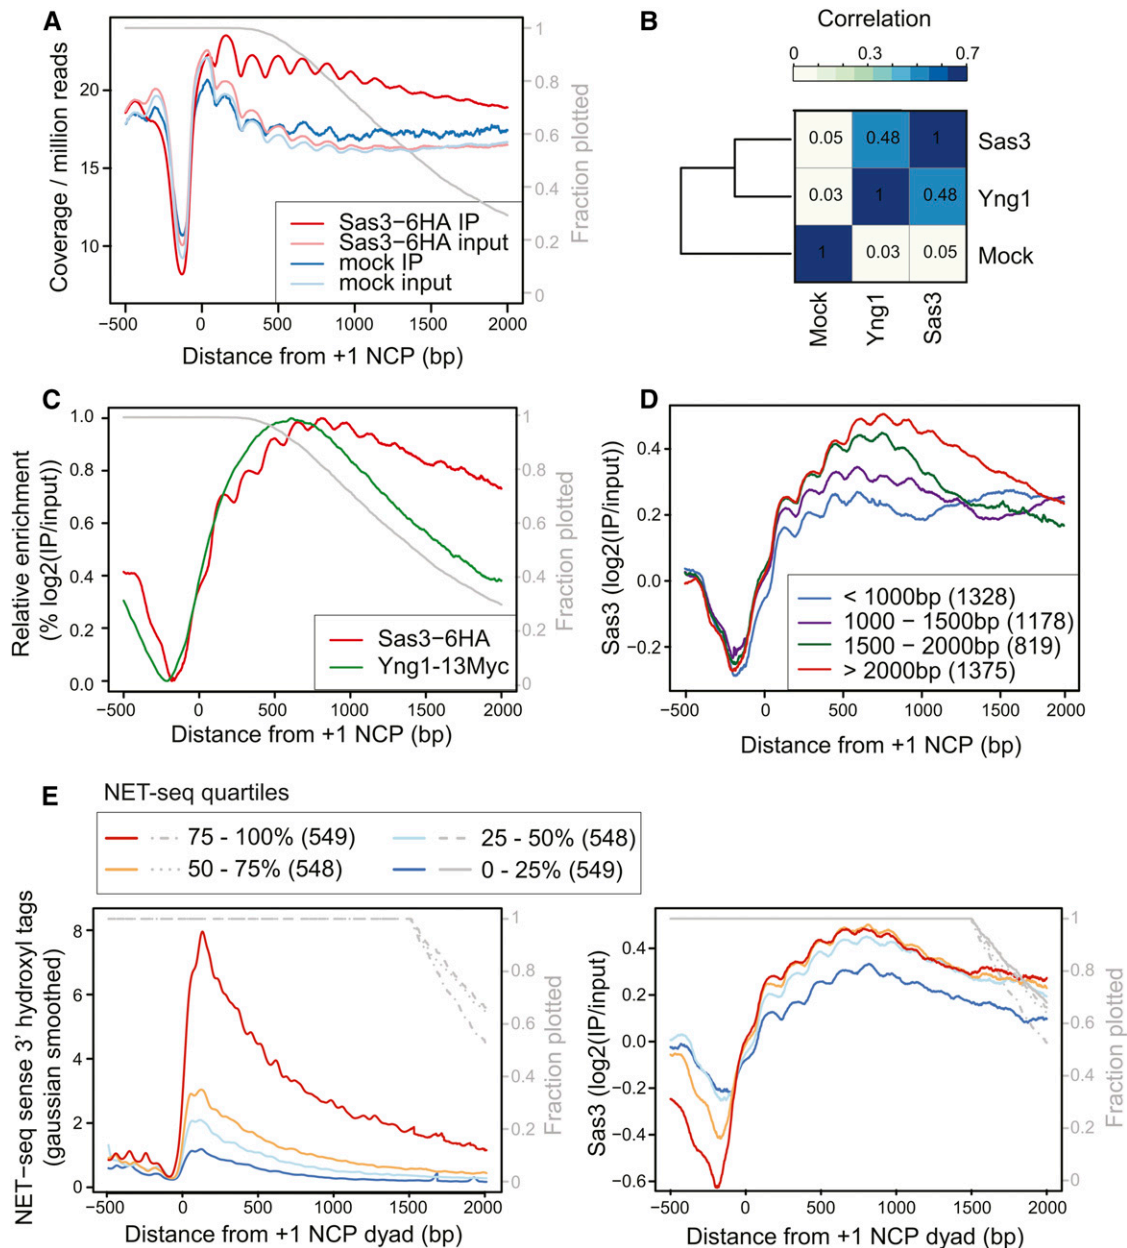 A
Coverage / million reads
20
15
10
1
0.8
0.6
0.4
0.2
0
Fraction plotted
Sas3−6HA IP
Sas3−6HA input
mock IP
mock input
−500
0
500
1000
1500
2000
Distance from +1 NCP (bp)
B
Correlation
0
0.3
0.7
0.05
0.48
1
Sas3
0.03
1
0.48
Yng1
1
0.03
0.05
Mock
Mock
Yng1
Sas3
C
Relative enrichment
(% log2(IP/input))
1.0
0.8
0.6
0.4
0.2
0.0
1
0.8
0.6
0.4
0.2
0
Fraction plotted
Sas3−6HA
Yng1-13Myc
−500
0
500
1000
1500
2000
Distance from +1 NCP (bp)
D
Sas3 (log2(IP/input))
0.4
0.2
0.0
−0.2
< 1000bp (1328)
1000 − 1500bp (1178)
1500 − 2000bp (819)
> 2000bp (1375)
−500
0
500
1000
1500
2000
Distance from +1 NCP (bp)
E
NET-seq quartiles
75 - 100% (549)
25 - 50% (548)
50 - 75% (548)
0 - 25% (549)
NET−seq sense 3' hydroxyl tags
(gaussian smoothed)
8
6
4
2
0
1
0.8
0.6
0.4
0.2
0
Fraction plotted
−500
0
500
1000
1500
2000
Distance from +1 NCP dyad (bp)
Sas3 (log2(IP/input)
0.4
0.2
0.0
−0.2
−0.4
−0.6
1
0.8
0.6
0.4
0.2
0
Fraction plotted
−500
0
500
1000
1500
2000
Distance from +1 NCP dyad (bp)